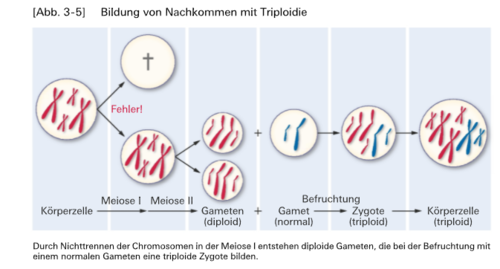 [Abb. 3-5] Bildung von Nachkommen mit Triploidie
Fehler!
Meiose I Meiose II Befruchtung
Körperzelle Gameten + Gamet Zygote Körperzelle
(diploid) (normal) (triploid) (triploid)
+
Durch Nichttrennen der Chromosomen in der Meiose I entstehen diploide Gameten, die bei der Befruchtung mit
einem normalen Gameten eine triploide Zygote bilden.